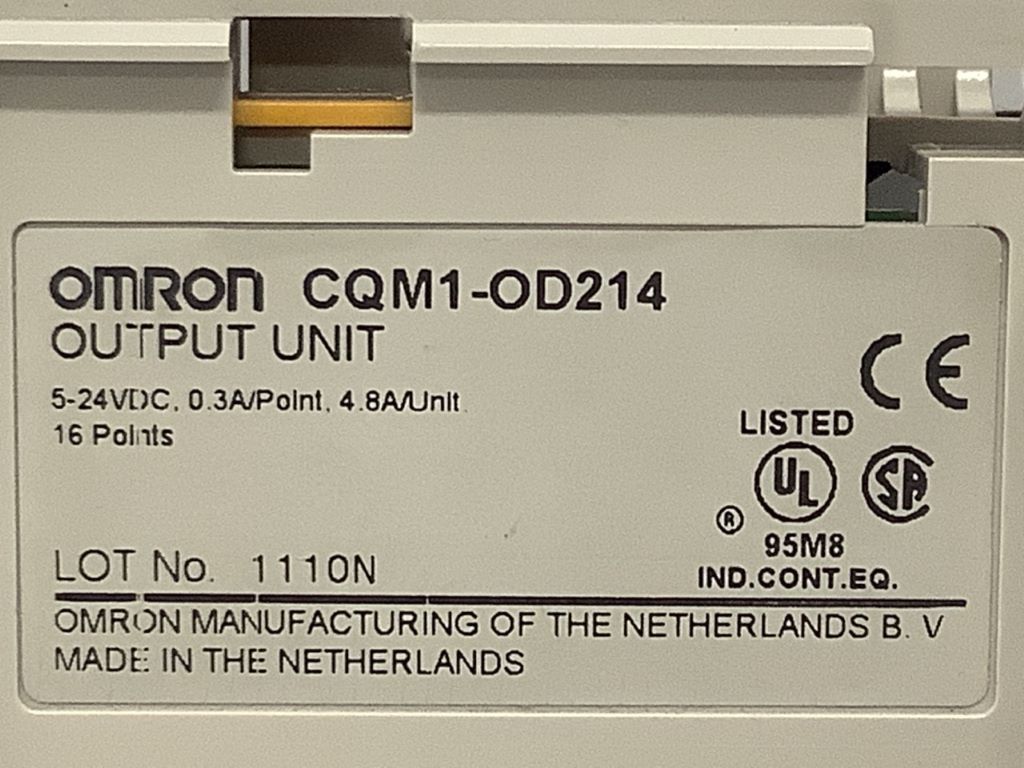 OMRON CQM1-OD214
OUTPUT UNIT
5-24VDC, 0.3A/Point, 4.8A/Unit
16 Points
CE
LISTED
UL
SA
®
95M8
IND.CONT.EQ.
LOT No. 1110N
OMRON MANUFACTURING OF THE NETHERLANDS B. V
MADE IN THE NETHERLANDS